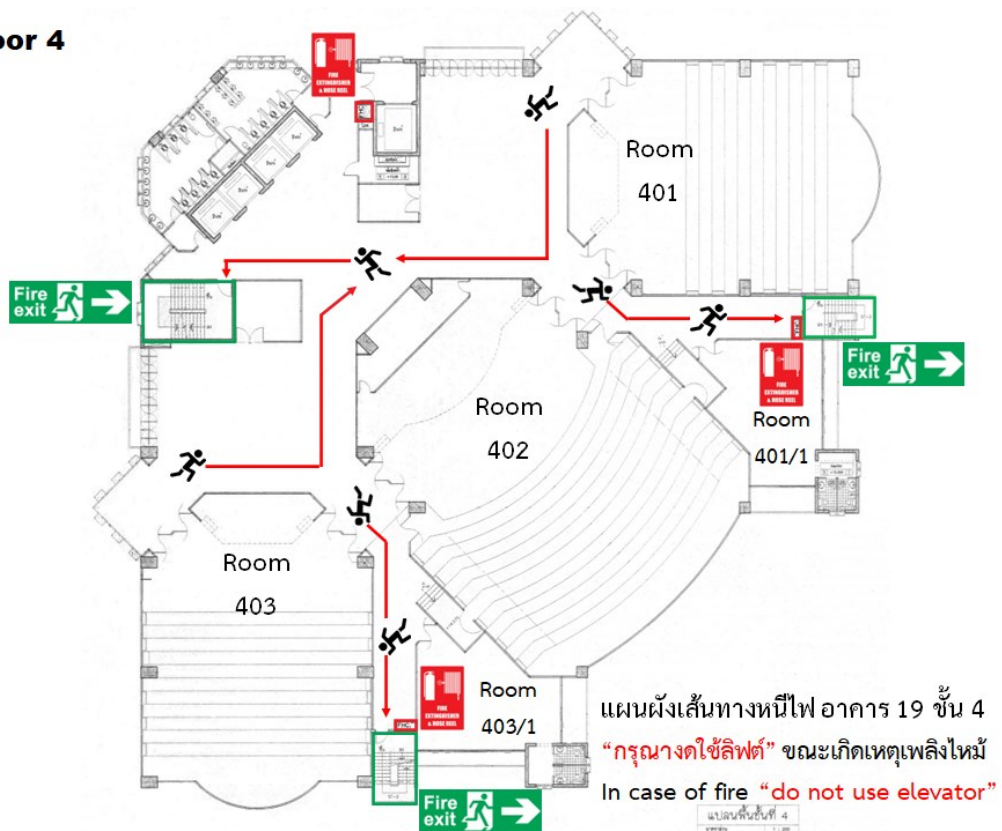 oor 4
FIRE
EXTINGUISHER
& HOSE REEL
FHC
Room
401
Fire
exit
FHC
Fire
exit
FIRE
EXTINGUISHER
& HOSE REEL
Room
402
Room
401/1
Room
403
FIRE
EXTINGUISHER
& HOSE REEL
FHC
Room
403/1
Fire
exit
แผนผังเส้นทางหนีไฟ อาคาร 19 ชั้น 4
“กรุณางดใช้ลิฟต์” ขณะเกิดเหตุเพลิงไหม้
In case of fire “do not use elevator”
แปลนพื้นชั้นที่ 4